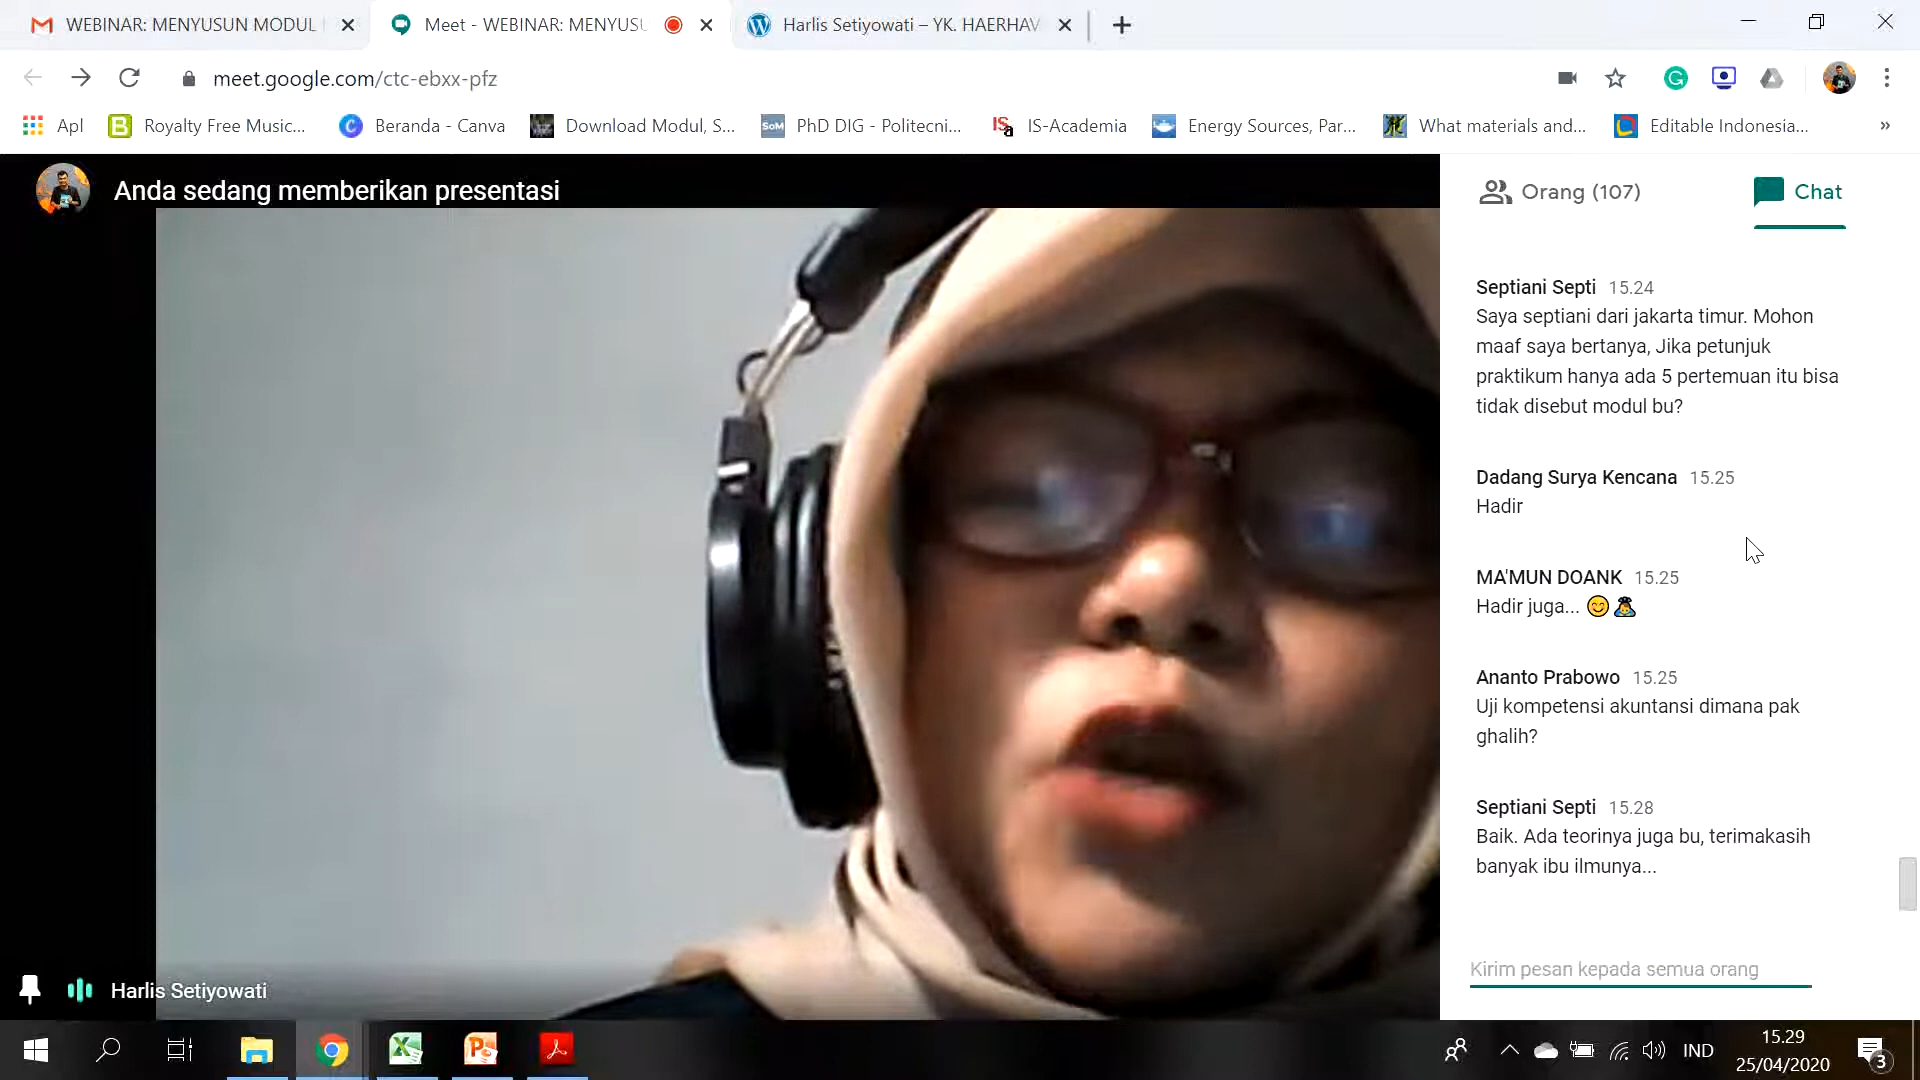 WEBINAR: MENYUSUN MODUL
Meet - WEBINAR: MENYUSU
Harlis Setiyowati – YK. HAERHAV
meet.google.com/ctc-ebxx-pfz
Apl
Royalty Free Music...
Beranda - Canva
Download Modul, S...
SoM
PhD DIG - Politecni...
ISa
IS-Academia
Energy Sources, Par...
What materials and...
Editable Indonesia...
Anda sedang memberikan presentasi
Orang (107)
Chat
Septiani Septi 15.24
Saya septiani dari jakarta timur. Mohon
maaf saya bertanya, Jika petunjuk
praktikum hanya ada 5 pertemuan itu bisa
tidak disebut modul bu?
Dadang Surya Kencana 15.25
Hadir
MA'MUN DOANK 15.25
Hadir juga... 😊🙇
Ananto Prabowo 15.25
Uji kompetensi akuntansi dimana pak
ghalih?
Septiani Septi 15.28
Baik. Ada teorinya juga bu, terimakasih
banyak ibu ilmunya...
Kirim pesan kepada semua orang
Harlis Setiyowati
IND
15.29
25/04/2020
3